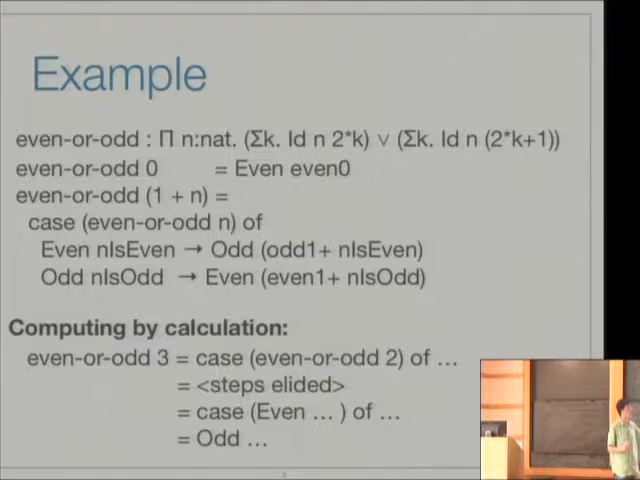 Example
even-or-odd : Π n:nat. (Σk. Id n 2*k) ∨ (Σk. Id n (2*k+1))
even-or-odd 0 = Even even0
even-or-odd (1 + n) =
case (even-or-odd n) of
Even nIsEven → Odd (odd1+ nIsEven)
Odd nIsOdd → Even (even1+ nIsOdd)
Computing by calculation:
even-or-odd 3 = case (even-or-odd 2) of …
= <steps elided>
= case (Even … ) of …
= Odd …